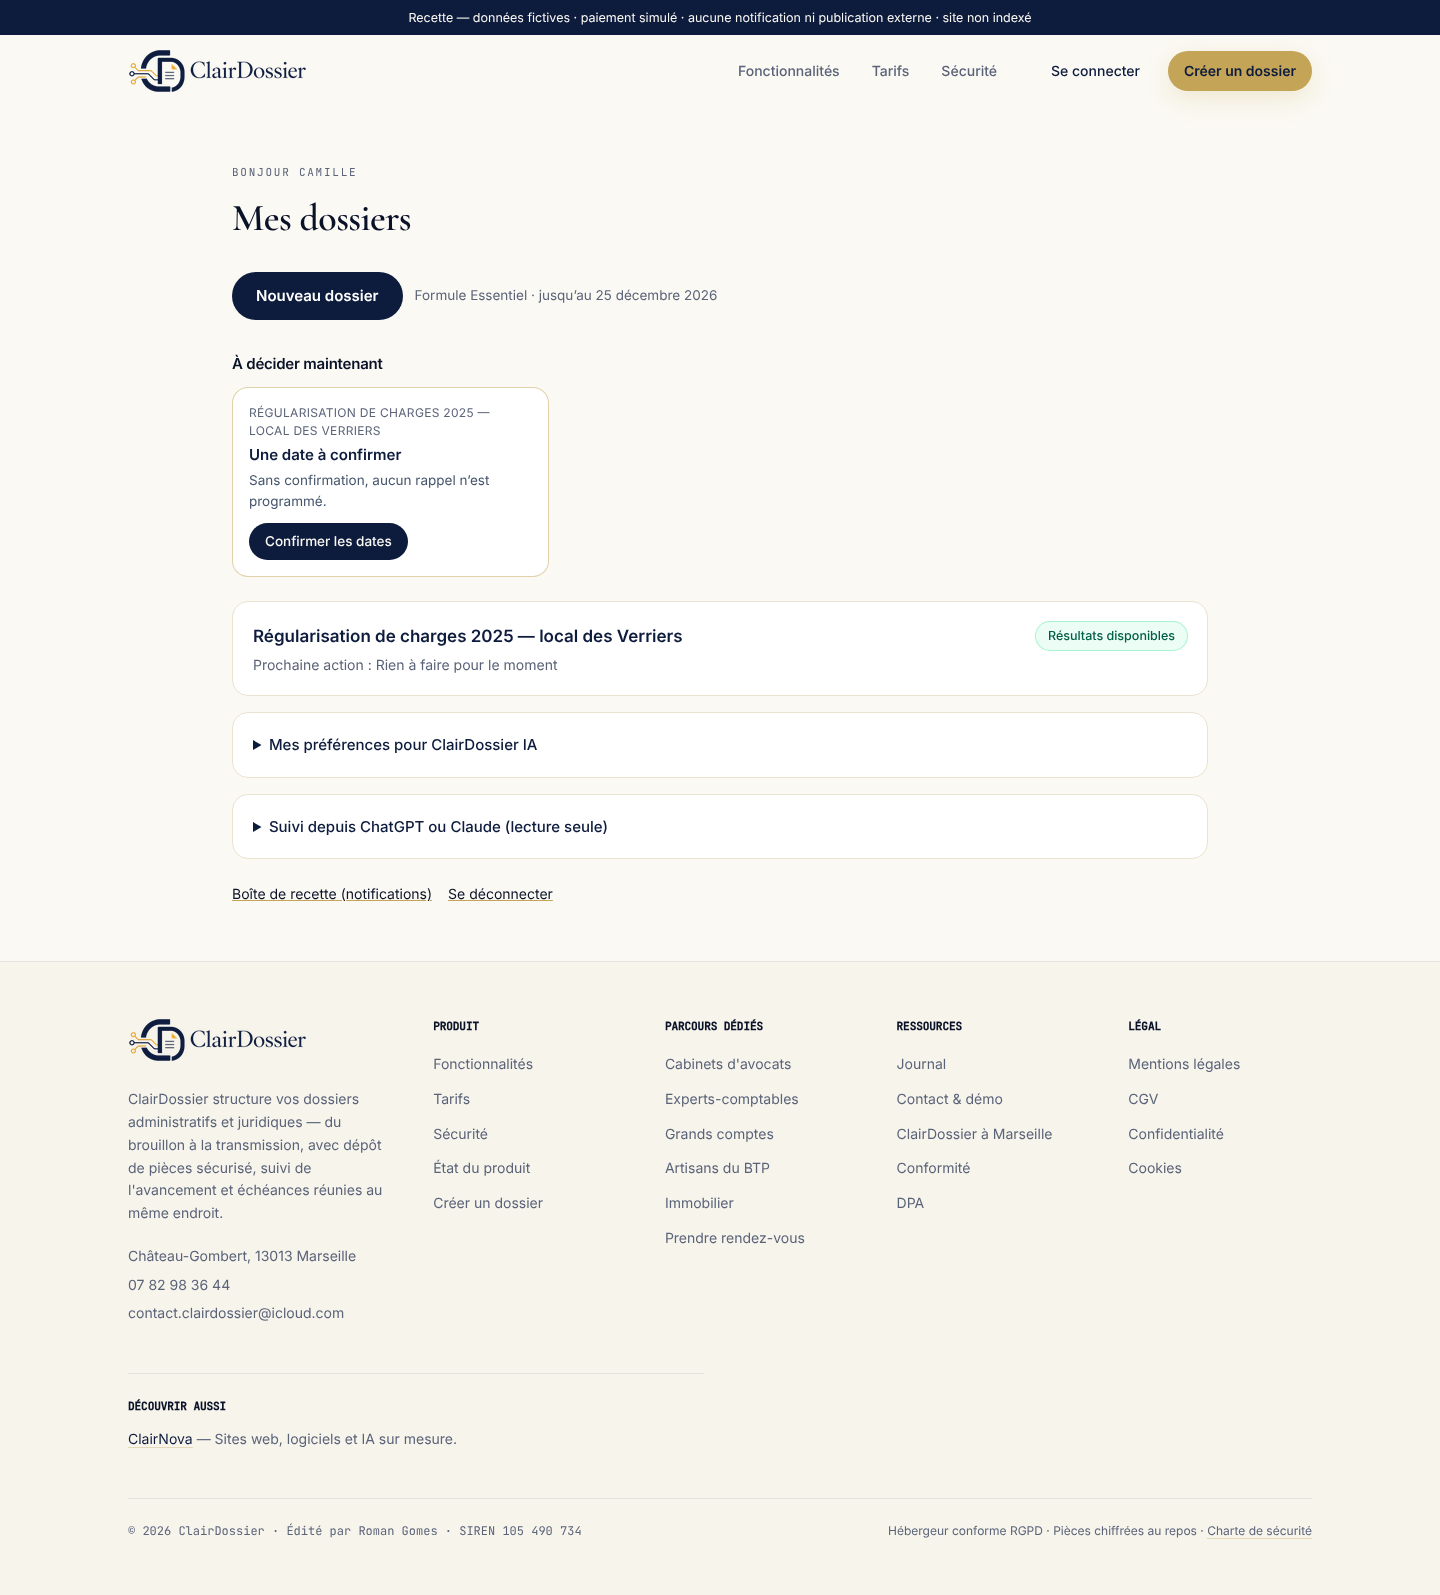 Recette — données fictives · paiement simulé · aucune notification ni publication externe · site non indexé
ClairDossier
Fonctionnalités
Tarifs
Sécurité
Se connecter
Créer un dossier
BONJOUR CAMILLE
Mes dossiers
Nouveau dossier
Formule Essentiel · jusqu’au 25 décembre 2026
À décider maintenant
RÉGULARISATION DE CHARGES 2025 —
LOCAL DES VERRIERS
Une date à confirmer
Sans confirmation, aucun rappel n’est
programmé.
Confirmer les dates
Régularisation de charges 2025 — local des Verriers
Résultats disponibles
Prochaine action : Rien à faire pour le moment
Mes préférences pour ClairDossier IA
Suivi depuis ChatGPT ou Claude (lecture seule)
Boîte de recette (notifications)
Se déconnecter
ClairDossier
ClairDossier structure vos dossiers
administratifs et juridiques — du
brouillon à la transmission, avec dépôt
de pièces sécurisé, suivi de
l'avancement et échéances réunies au
même endroit.
Château-Gombert, 13013 Marseille
07 82 98 36 44
contact.clairdossier@icloud.com
PRODUIT
Fonctionnalités
Tarifs
Sécurité
État du produit
Créer un dossier
PARCOURS DÉDIÉS
Cabinets d'avocats
Experts-comptables
Grands comptes
Artisans du BTP
Immobilier
Prendre rendez-vous
RESSOURCES
Journal
Contact & démo
ClairDossier à Marseille
Conformité
DPA
LÉGAL
Mentions légales
CGV
Confidentialité
Cookies
DÉCOUVRIR AUSSI
ClairNova — Sites web, logiciels et IA sur mesure.
© 2026 ClairDossier · Édité par Roman Gomes · SIREN 105 490 734
Hébergeur conforme RGPD · Pièces chiffrées au repos · Charte de sécurité